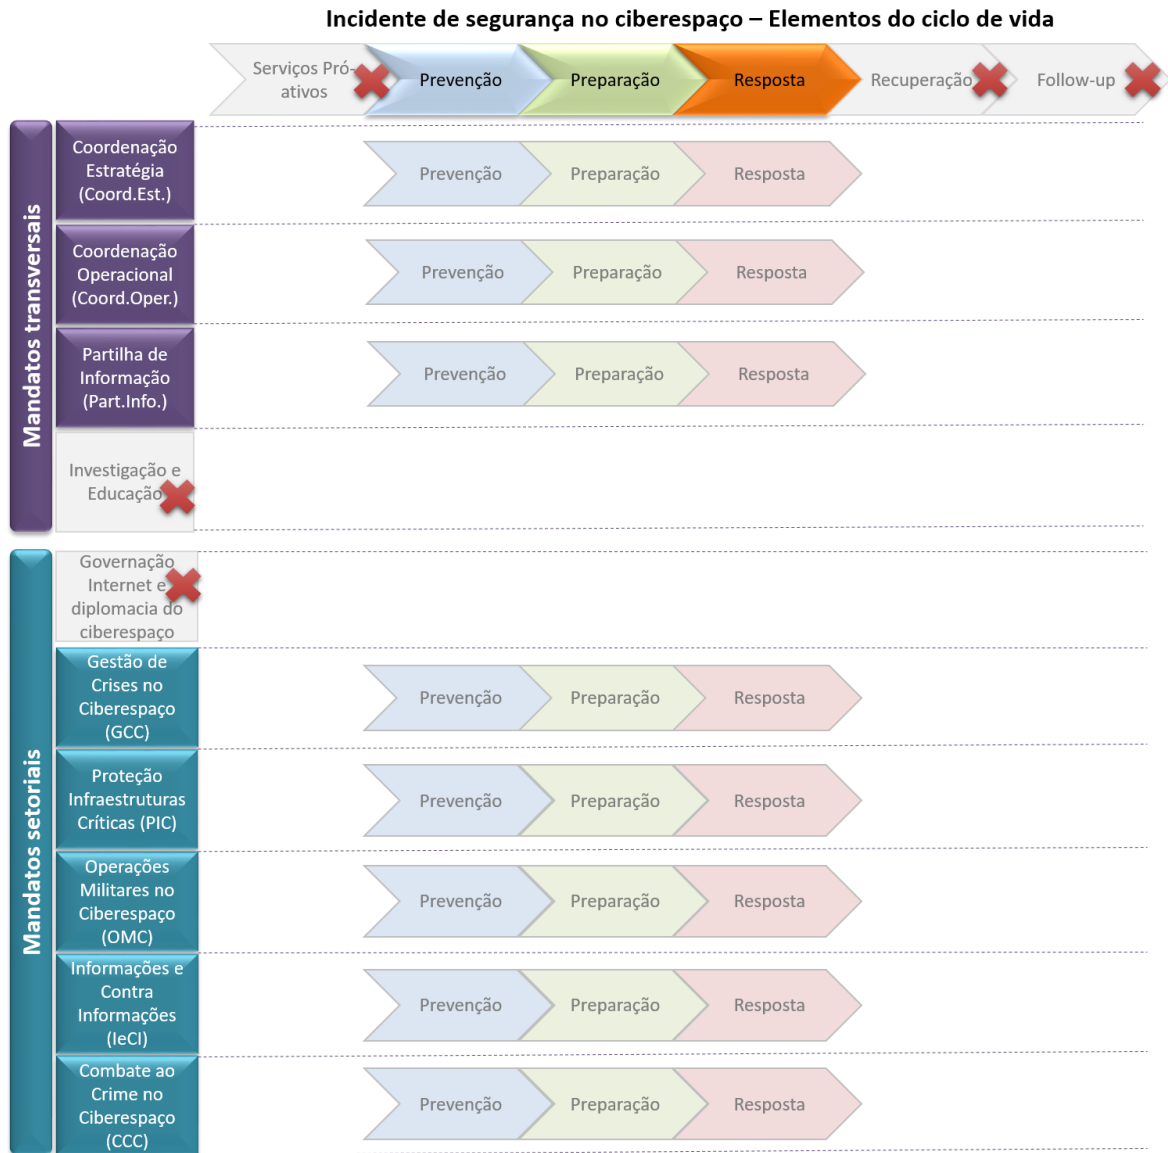 Incidente de segurança no ciberespaço – Elementos do ciclo de vida
Serviços Pró-
ativos
Prevenção
Preparação
Resposta
Recuperação
Follow-up
Mandatos transversais
Coordenação
Estratégia
(Coord.Est.)
Prevenção
Preparação
Resposta
Coordenação
Operacional
(Coord.Oper.)
Prevenção
Preparação
Resposta
Partilha de
Informação
(Part.Info.)
Prevenção
Preparação
Resposta
Investigação e
Educação
Mandatos setoriais
Governação
Internet e
diplomacia do
ciberespaço
Gestão de
Crises no
Ciberespaço
(GCC)
Prevenção
Preparação
Resposta
Proteção
Infraestruturas
Críticas (PIC)
Prevenção
Preparação
Resposta
Operações
Militares no
Ciberespaço
(OMC)
Prevenção
Preparação
Resposta
Informações e
Contra
Informações
(IeCI)
Prevenção
Preparação
Resposta
Combate ao
Crime no
Ciberespaço
(CCC)
Prevenção
Preparação
Resposta